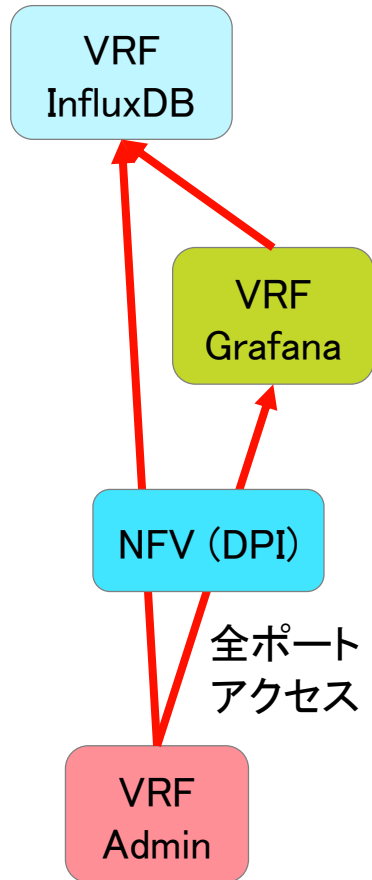 VRF
InfluxDB
VRF
Grafana
NFV (DPI)
全ポート
アクセス
VRF
Admin